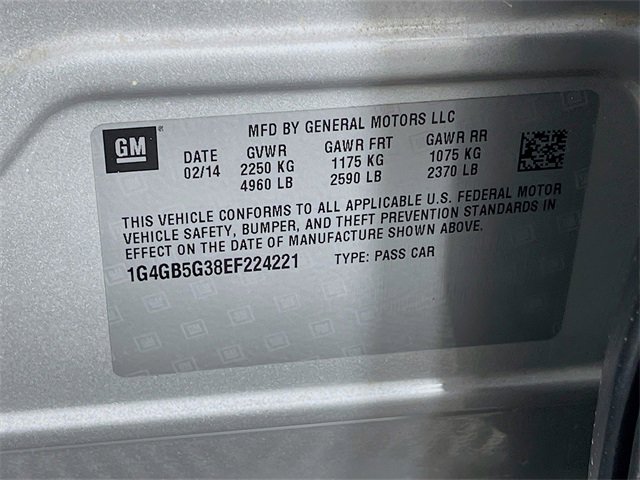 GM
MFD BY GENERAL MOTORS LLC
DATE GVWR GAWR FRT GAWR RR
02/14 2250 KG 1175 KG 1075 KG
4960 LB 2590 LB 2370 LB
THIS VEHICLE CONFORMS TO ALL APPLICABLE U.S. FEDERAL MOTOR
VEHICLE SAFETY, BUMPER, AND THEFT PREVENTION STANDARDS IN
EFFECT ON THE DATE OF MANUFACTURE SHOWN ABOVE.
1G4GB5G38EF224221 TYPE: PASS CAR